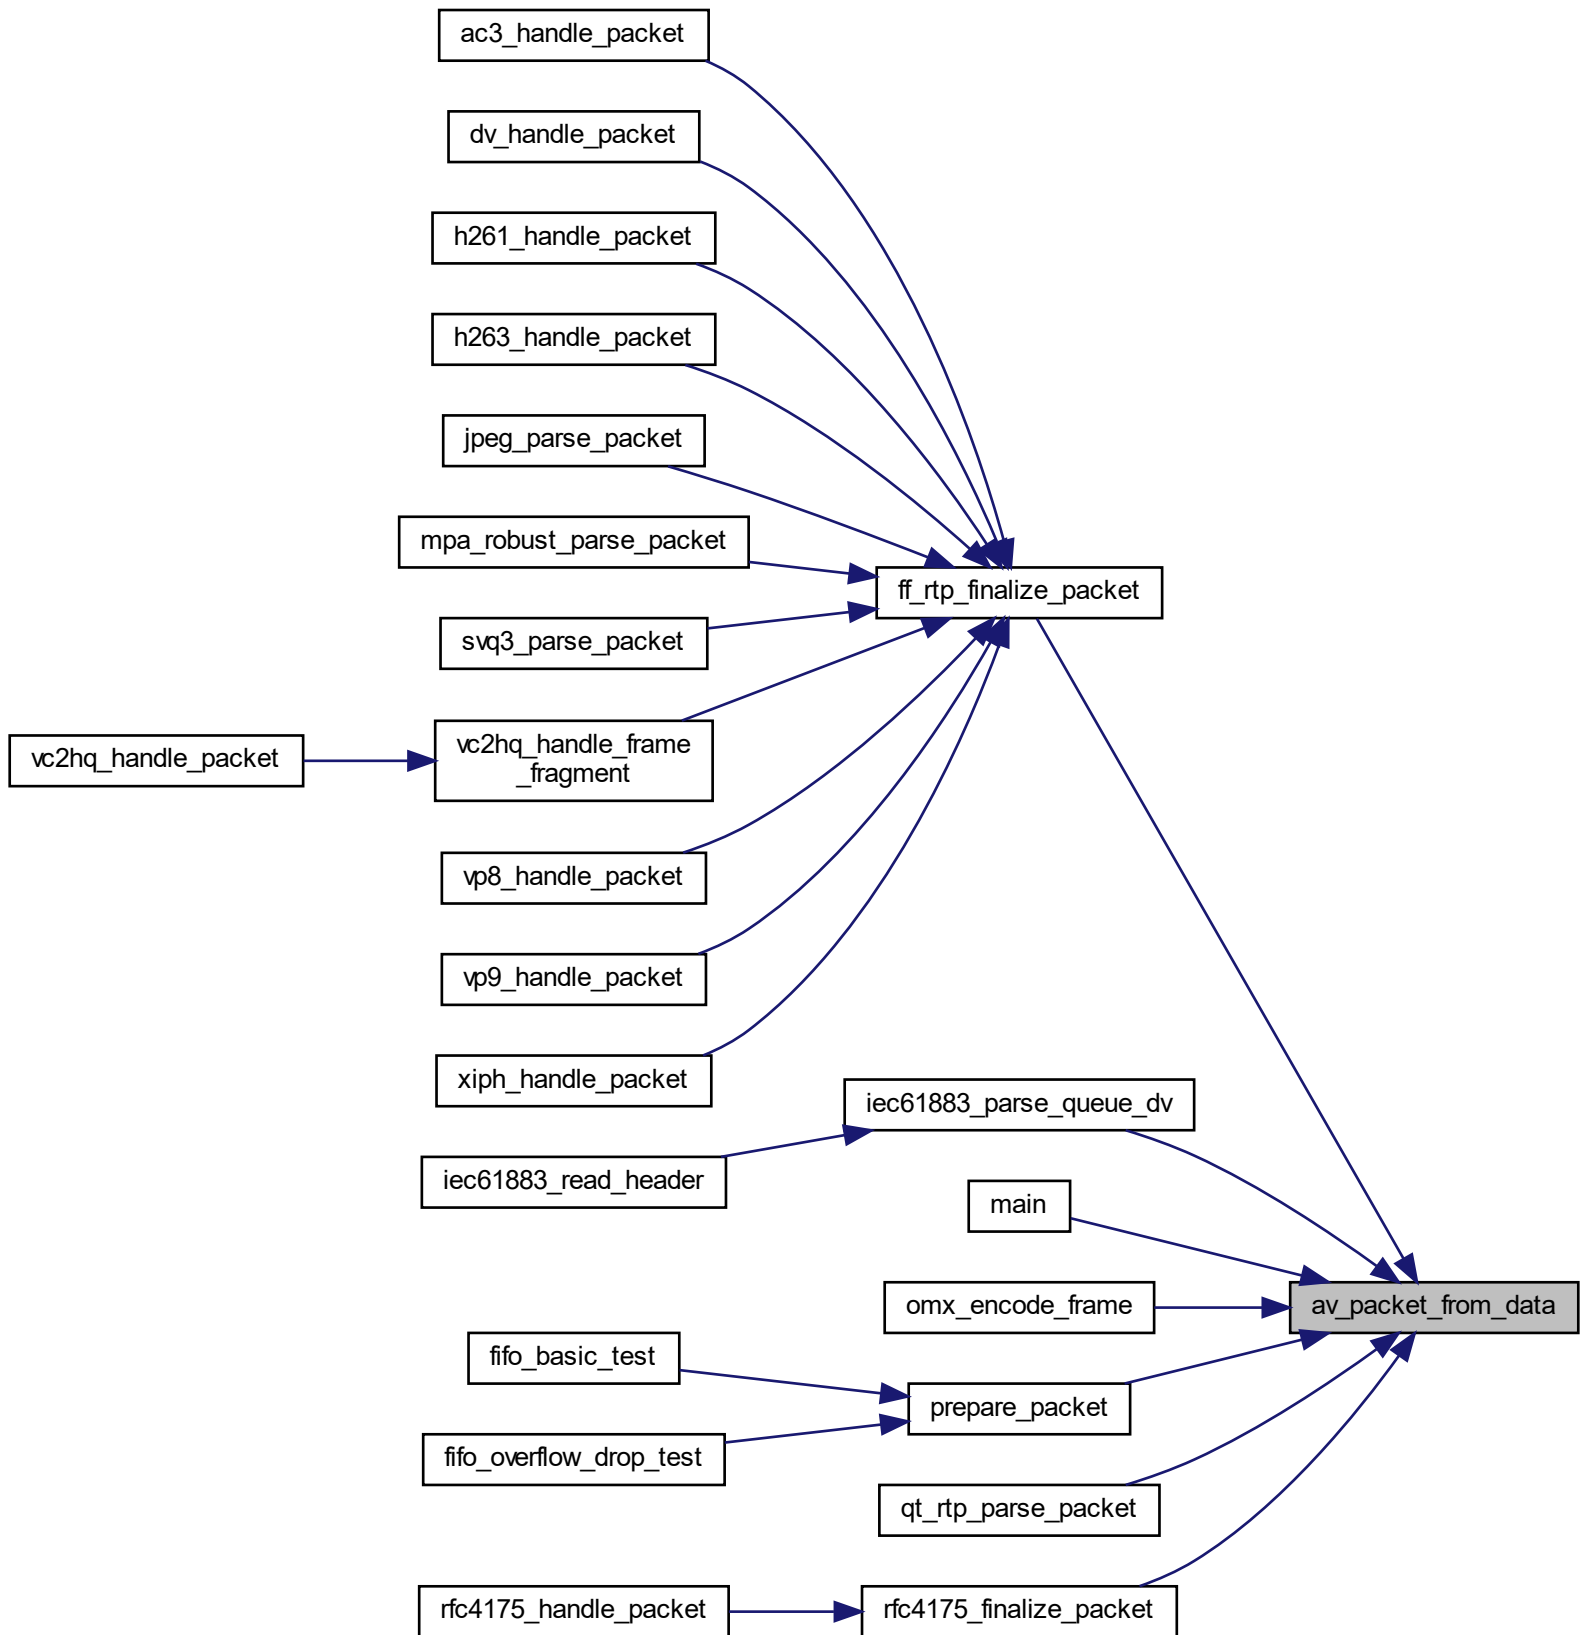 ac3_handle_packet
dv_handle_packet
h261_handle_packet
h263_handle_packet
jpeg_parse_packet
mpa_robust_parse_packet
ff_rtp_finalize_packet
svq3_parse_packet
vc2hq_handle_packet
vc2hq_handle_frame
_fragment
vp8_handle_packet
vp9_handle_packet
xiph_handle_packet
iec61883_parse_queue_dv
iec61883_read_header
main
omx_encode_frame
av_packet_from_data
fifo_basic_test
prepare_packet
fifo_overflow_drop_test
qt_rtp_parse_packet
rfc4175_handle_packet
rfc4175_finalize_packet